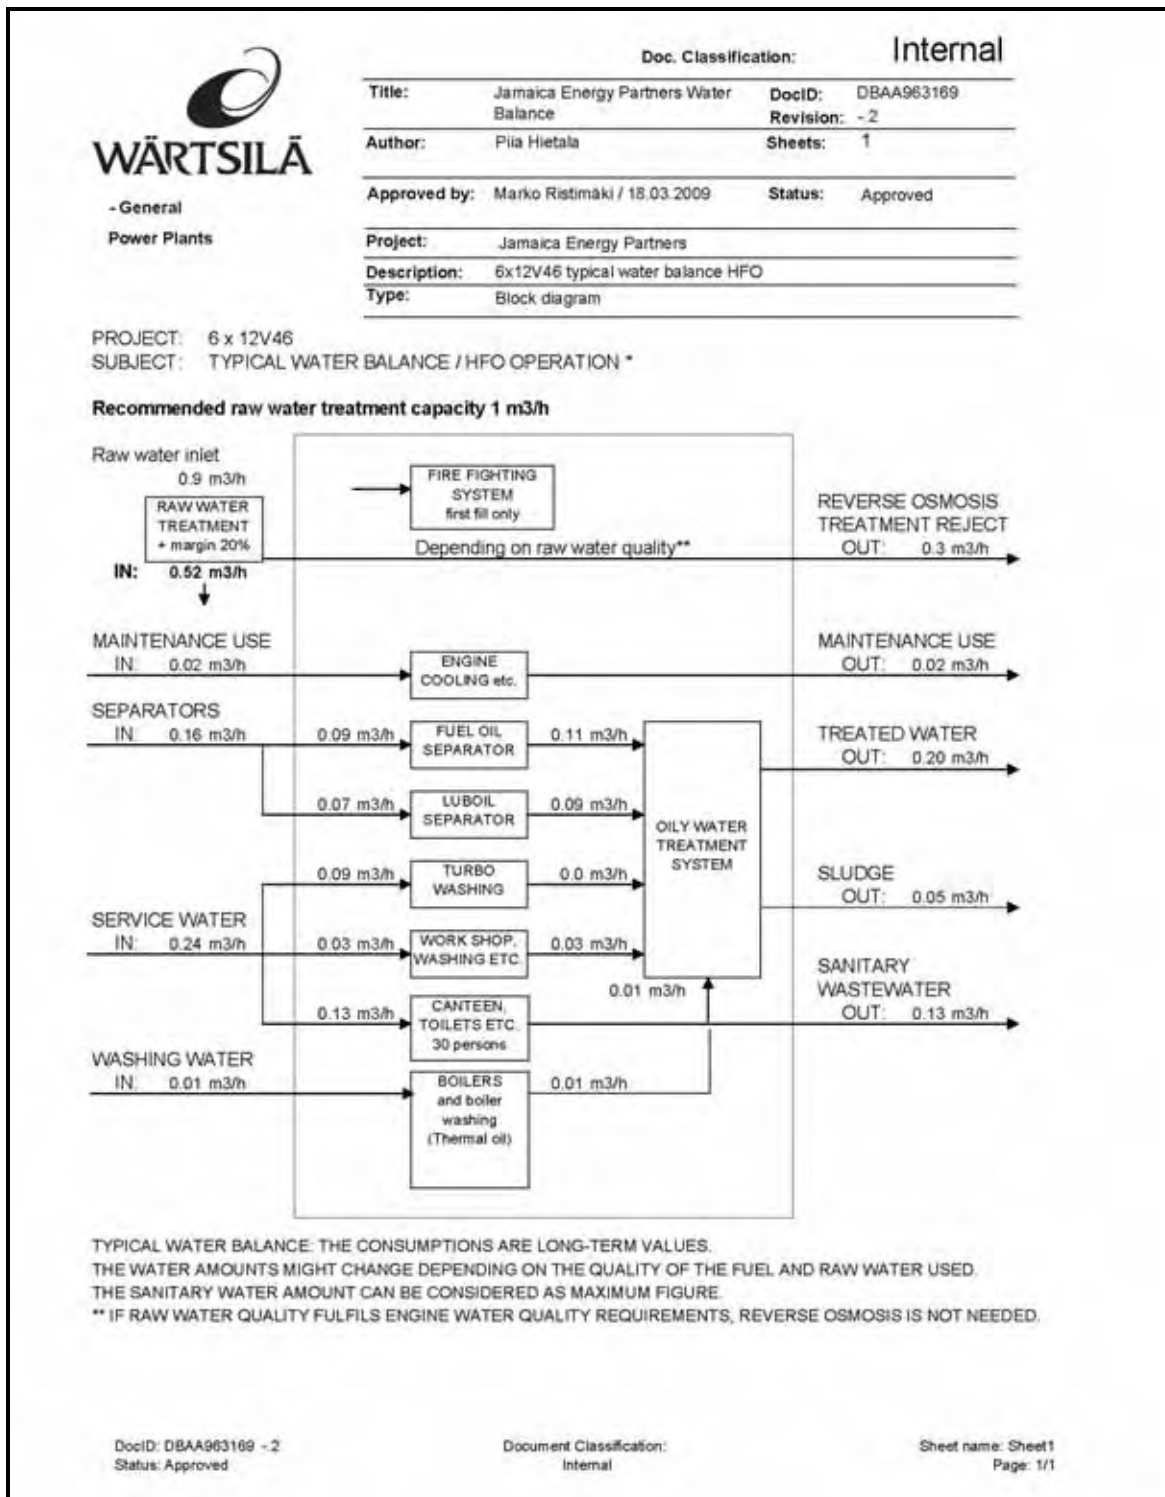 Doc. Classification: Internal
WÄRTSILÄ
- General
Power Plants
Title: Jamaica Energy Partners Water Balance DocID: DBAA963169
Revision: - 2
Author: Piia Hietala Sheets: 1
Approved by: Marko Ristimäki / 18.03.2009 Status: Approved
Project: Jamaica Energy Partners
Description: 6x12V46 typical water balance HFO
Type: Block diagram
PROJECT: 6 x 12V46
SUBJECT: TYPICAL WATER BALANCE / HFO OPERATION *
Recommended raw water treatment capacity 1 m3/h
Raw water inlet
0.9 m3/h
RAW WATER
TREATMENT
+ margin 20%
IN: 0.52 m3/h
FIRE FIGHTING
SYSTEM
first fill only
Depending on raw water quality**
REVERSE OSMOSIS
TREATMENT REJECT
OUT: 0.3 m3/h
MAINTENANCE USE
IN: 0.02 m3/h
ENGINE
COOLING etc.
MAINTENANCE USE
OUT: 0.02 m3/h
SEPARATORS
IN: 0.16 m3/h
0.09 m3/h
FUEL OIL
SEPARATOR
0.11 m3/h
TREATED WATER
OUT: 0.20 m3/h
0.07 m3/h
LUBOIL
SEPARATOR
0.09 m3/h
OILY WATER
TREATMENT
SYSTEM
0.09 m3/h
TURBO
WASHING
0.0 m3/h
SLUDGE
OUT: 0.05 m3/h
SERVICE WATER
IN: 0.24 m3/h
0.03 m3/h
WORK SHOP,
WASHING ETC.
0.03 m3/h
0.01 m3/h
SANITARY
WASTEWATER
OUT: 0.13 m3/h
0.13 m3/h
CANTEEN,
TOILETS ETC.
30 persons
WASHING WATER
IN: 0.01 m3/h
BOILERS
and boiler
washing
(Thermal oil)
0.01 m3/h
TYPICAL WATER BALANCE: THE CONSUMPTIONS ARE LONG-TERM VALUES.
THE WATER AMOUNTS MIGHT CHANGE DEPENDING ON THE QUALITY OF THE FUEL AND RAW WATER USED.
THE SANITARY WATER AMOUNT CAN BE CONSIDERED AS MAXIMUM FIGURE.
** IF RAW WATER QUALITY FULFILS ENGINE WATER QUALITY REQUIREMENTS, REVERSE OSMOSIS IS NOT NEEDED.
DocID: DBAA963169 - 2
Status: Approved
Document Classification:
Internal
Sheet name: Sheet1
Page: 1/1